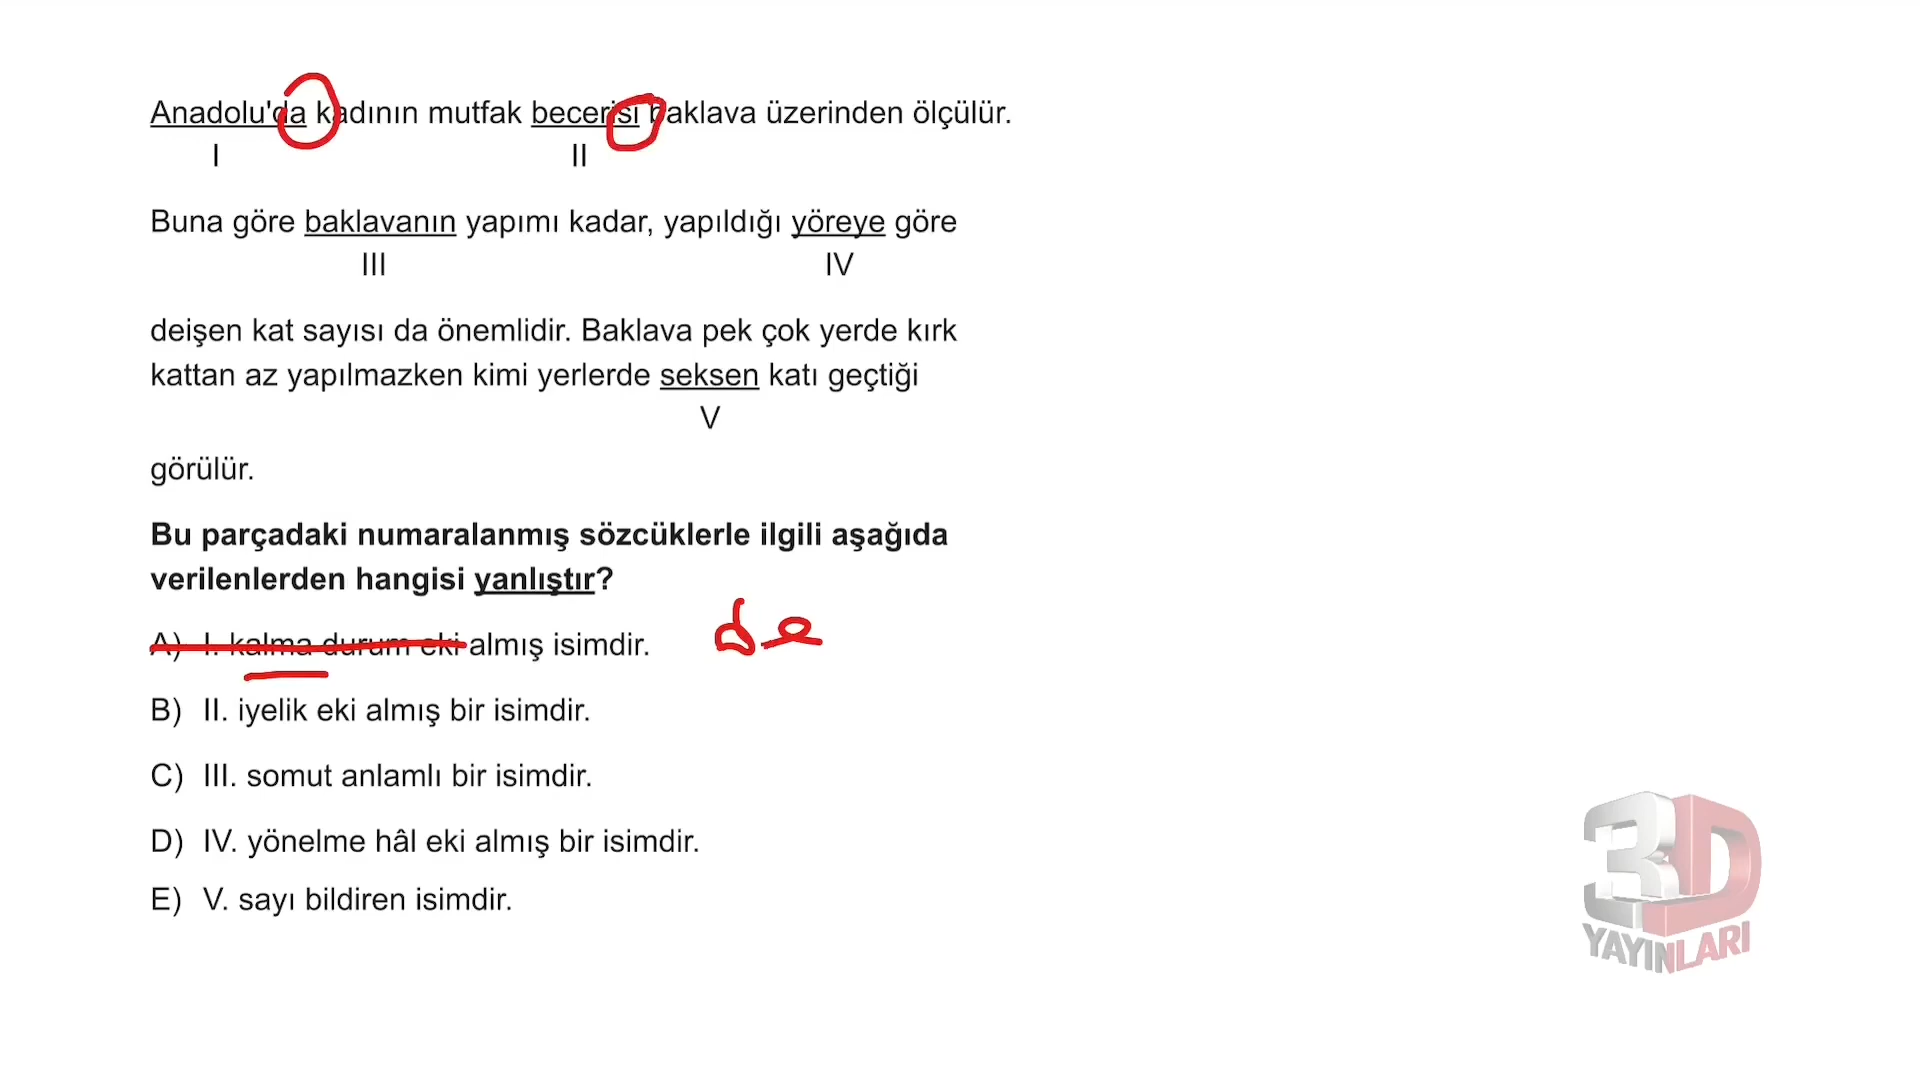 Anadolu'da kadının mutfak becerisi baklava üzerinden ölçülür.
I II
Buna göre baklavanın yapımı kadar, yapıldığı yöreye göre
III IV
deişen kat sayısı da önemlidir. Baklava pek çok yerde kırk
kattan az yapılmazken kimi yerlerde seksen katı geçtiği
V
görülür.
Bu parçadaki numaralanmış sözcüklerle ilgili aşağıda
verilenlerden hangisi yanlıştır?
A) I. kalma durum eki almış isimdir. de
B) II. iyelik eki almış bir isimdir.
C) III. somut anlamlı bir isimdir.
D) IV. yönelme hâl eki almış bir isimdir.
E) V. sayı bildiren isimdir.
3D
YAYINLARI